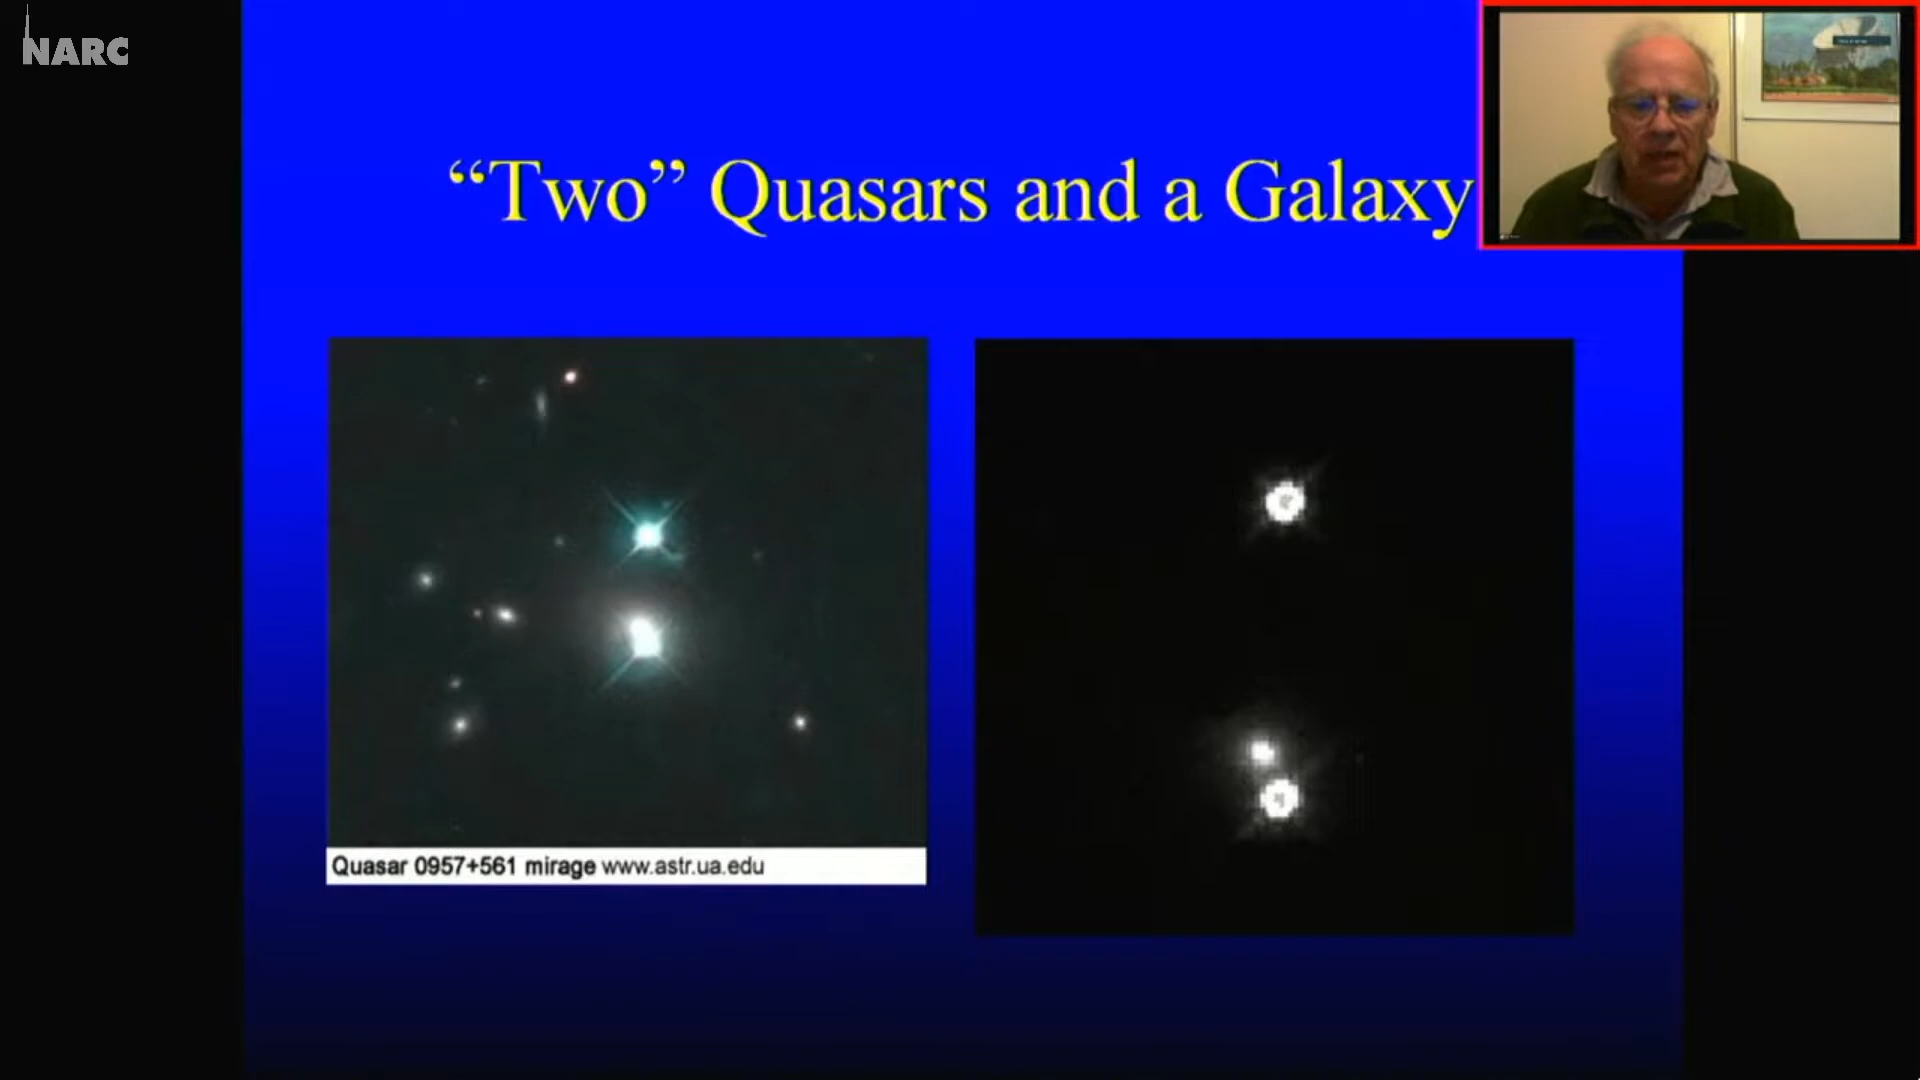 NARC
“Two” Quasars and a Galaxy
Quasar 0957+561 mirage www.astr.ua.edu